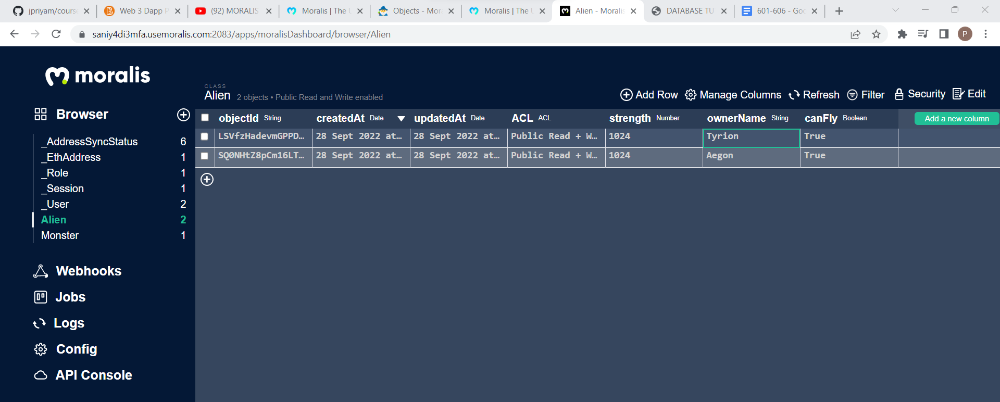 jpriyam/course
Web 3 Dapp P
(92) MORALIS
Moralis | The U
Objects - Mora
Moralis | The U
Alien - Moralis
DATABASE TUT
601-606 - Goo
saniy4di3mfa.usemoralis.com:2083/apps/moralisDashboard/browser/Alien
P
moralis
CLASS
Alien 2 objects • Public Read and Write enabled
Add Row Manage Columns Refresh Filter Security Edit
Browser
_AddressSyncStatus 6
_EthAddress 1
_Role 1
_Session 1
_User 2
Alien 2
Monster 1
Webhooks
Jobs
Logs
Config
API Console
objectId String createdAt Date updatedAt Date ACL ACL strength Number ownerName String canFly Boolean Add a new column
LSVfzHadevmGPPD... 28 Sept 2022 at... 28 Sept 2022 at... Public Read + W... 1024 Tyrion True
SQ0NHtZ8pCm16LT... 28 Sept 2022 at... 28 Sept 2022 at... Public Read + W... 1024 Aegon True